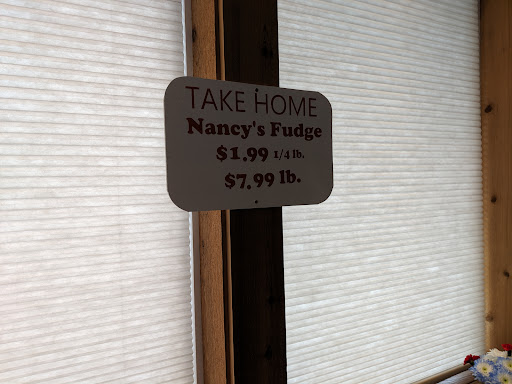 TAKE HOME
Nancy's Fudge
$1.99 1/4 lb.
$7.99 lb.